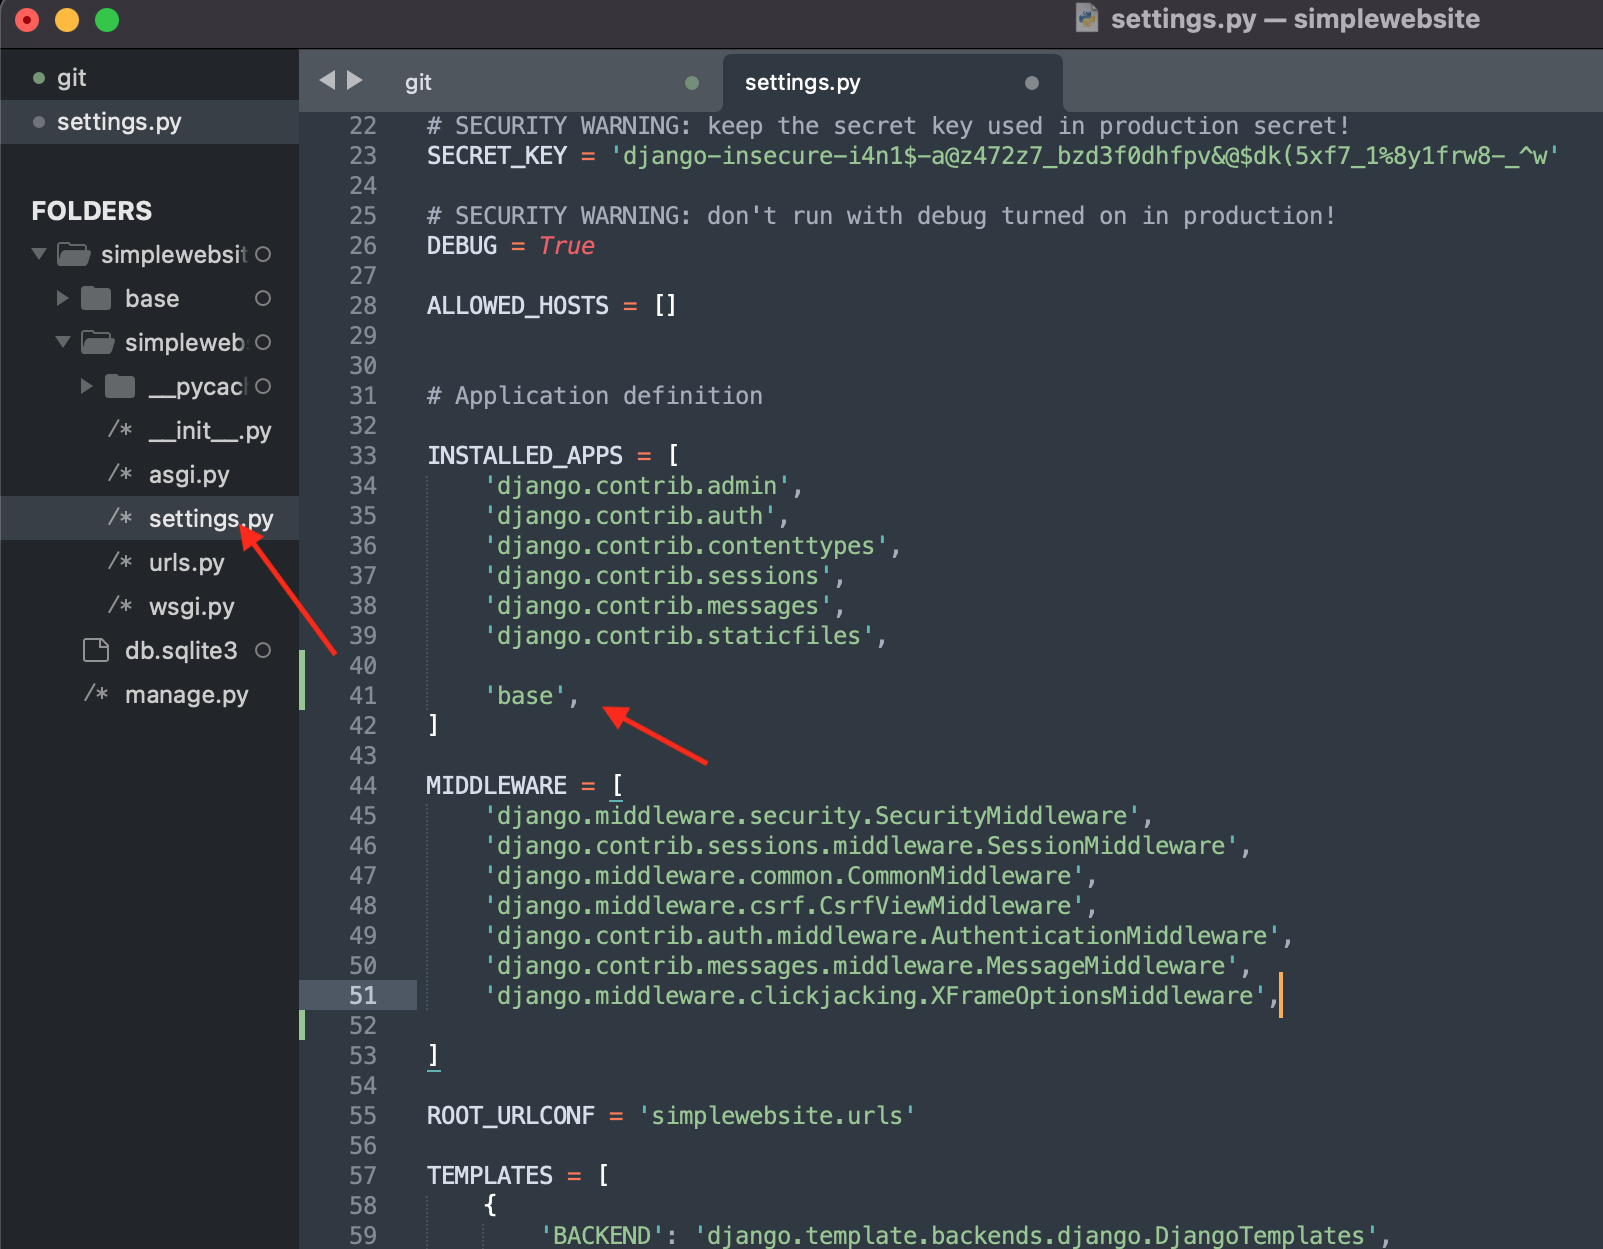 settings.py — simplewebsite
git
settings.py
FOLDERS
simplewebsit
base
simpleweb
__pycac
/* __init__.py
/* asgi.py
/* settings.py
/* urls.py
/* wsgi.py
db.sqlite3
/* manage.py
git
settings.py
22 # SECURITY WARNING: keep the secret key used in production secret!
23 SECRET_KEY = 'django-insecure-i4n1$-a@z472z7_bzd3f0dhfpv&@$dk(5xf7_1%8y1frw8-_^w'
24
25 # SECURITY WARNING: don't run with debug turned on in production!
26 DEBUG = True
27
28 ALLOWED_HOSTS = []
29
30
31 # Application definition
32
33 INSTALLED_APPS = [
34 'django.contrib.admin',
35 'django.contrib.auth',
36 'django.contrib.contenttypes',
37 'django.contrib.sessions',
38 'django.contrib.messages',
39 'django.contrib.staticfiles',
40
41 'base',
42 ]
43
44 MIDDLEWARE = [
45 'django.middleware.security.SecurityMiddleware',
46 'django.contrib.sessions.middleware.SessionMiddleware',
47 'django.middleware.common.CommonMiddleware',
48 'django.middleware.csrf.CsrfViewMiddleware',
49 'django.contrib.auth.middleware.AuthenticationMiddleware',
50 'django.contrib.messages.middleware.MessageMiddleware',
51 'django.middleware.clickjacking.XFrameOptionsMiddleware',
52
53 ]
54
55 ROOT_URLCONF = 'simplewebsite.urls'
56
57 TEMPLATES = [
58 {
59 'BACKEND': 'django.template.backends.django.DjangoTemplates',